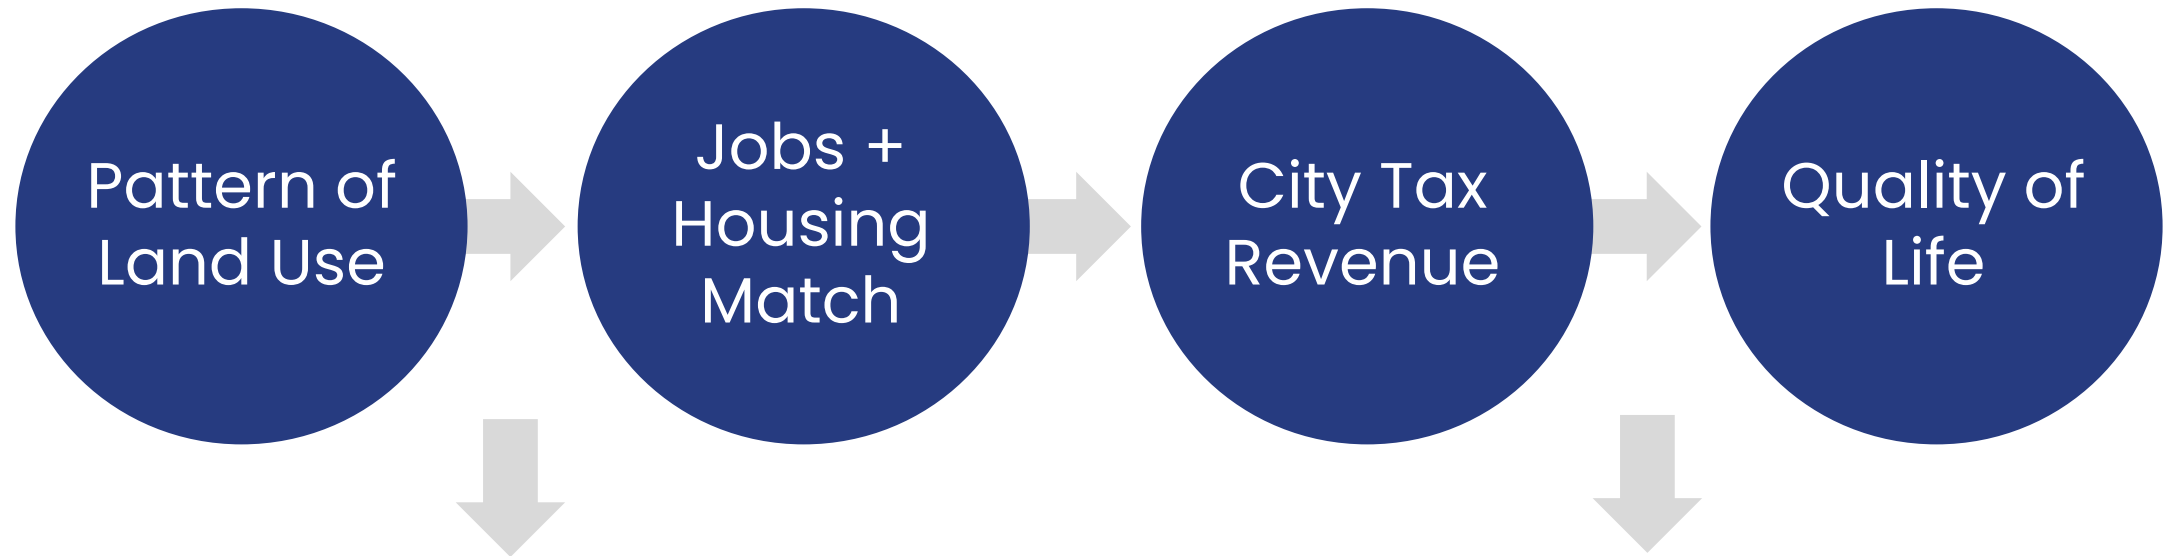 Pattern of
Land Use
Jobs +
Housing
Match
City Tax
Revenue
Quality of
Life